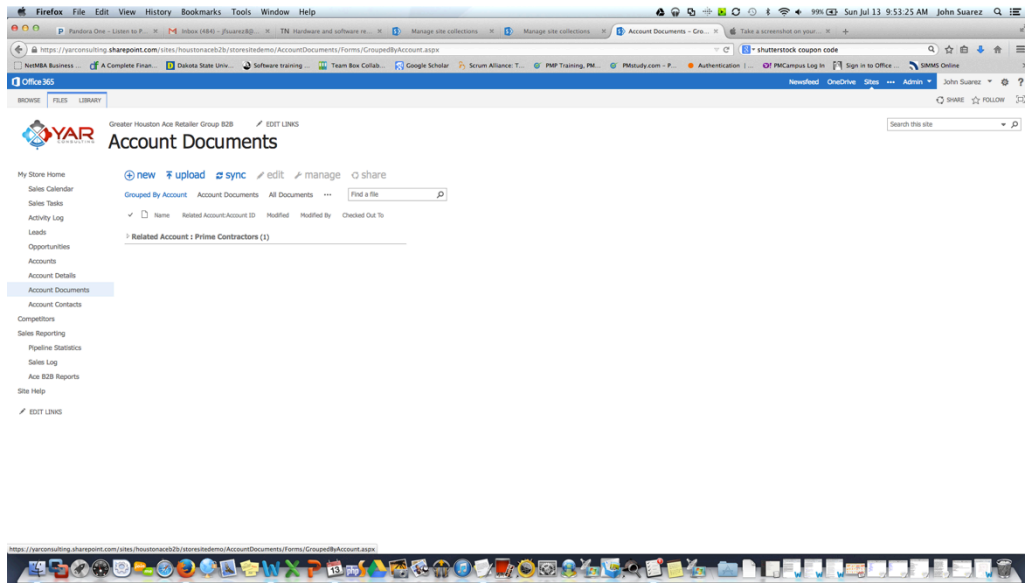 Firefox File Edit View History Bookmarks Tools Window Help 99% Sun Jul 13 9:53:25 AM John Suarez
Pandora One - Listen to F... Inbox (484) - jfsuarez8@... TN Hardware and software re... Manage site collections Manage site collections Account Documents - Gro... Take a screenshot on your...
https://yarconsulting.sharepoint.com/sites/houstonaceb2b/storesitedemo/AccountDocuments/Forms/GroupedByAccount.aspx shutterstock coupon code
NetMBA Business ... A Complete Finan... Dakota State Univ... Software training ... Team Box Collab... Google Scholar Scrum Alliance: T... PMP Training, PM... PMstudy.com - P... Authentication | ... PMCampus Log In Sign in to Office ... SIMMS Online
Office 365 Newsfeed OneDrive Sites ... Admin John Suarez ?
BROWSE FILES LIBRARY SHARE FOLLOW
YAR CONSULTING
Greater Houston Ace Retailer Group B2B EDIT LINKS
Search this site
Account Documents
My Store Home
Sales Calendar
Sales Tasks
Activity Log
Leads
Opportunities
Accounts
Account Details
Account Documents
Account Contacts
Competitors
Sales Reporting
Pipeline Statistics
Sales Log
Ace B2B Reports
Site Help
EDIT LINKS
new upload sync edit manage share
Grouped By Account Account Documents All Documents ... Find a file
Name Related Account:Account ID Modified Modified By Checked Out To
Related Account : Prime Contractors (1)
https://yarconsulting.sharepoint.com/sites/houstonaceb2b/storesitedemo/AccountDocuments/Forms/GroupedByAccount.aspx